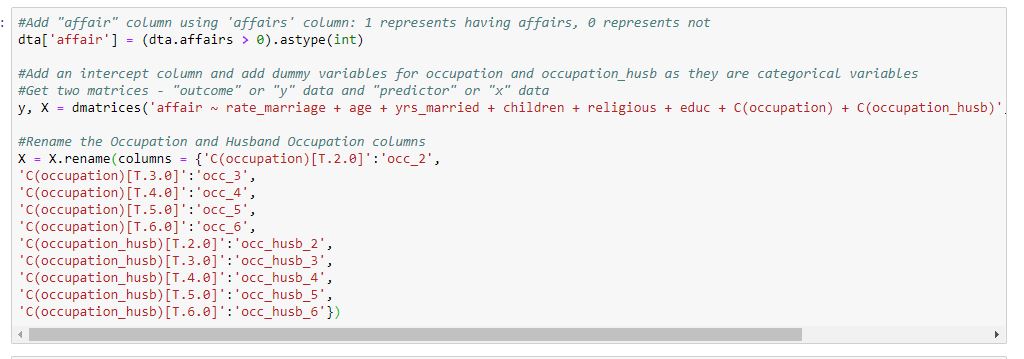 :
#Add "affair" column using 'affairs' column: 1 represents having affairs, 0 represents not
dta['affair'] = (dta.affairs > 0).astype(int)
#Add an intercept column and add dummy variables for occupation and occupation_husb as they are categorical variables
#Get two matrices - "outcome" or "y" data and "predictor" or "x" data
y, X = dmatrices('affair ~ rate_marriage + age + yrs_married + children + religious + educ + C(occupation) + C(occupation_husb)',
#Rename the Occupation and Husband Occupation columns
X = X.rename(columns = {'C(occupation)[T.2.0]':'occ_2',
'C(occupation)[T.3.0]':'occ_3',
'C(occupation)[T.4.0]':'occ_4',
'C(occupation)[T.5.0]':'occ_5',
'C(occupation)[T.6.0]':'occ_6',
'C(occupation_husb)[T.2.0]':'occ_husb_2',
'C(occupation_husb)[T.3.0]':'occ_husb_3',
'C(occupation_husb)[T.4.0]':'occ_husb_4',
'C(occupation_husb)[T.5.0]':'occ_husb_5',
'C(occupation_husb)[T.6.0]':'occ_husb_6'})